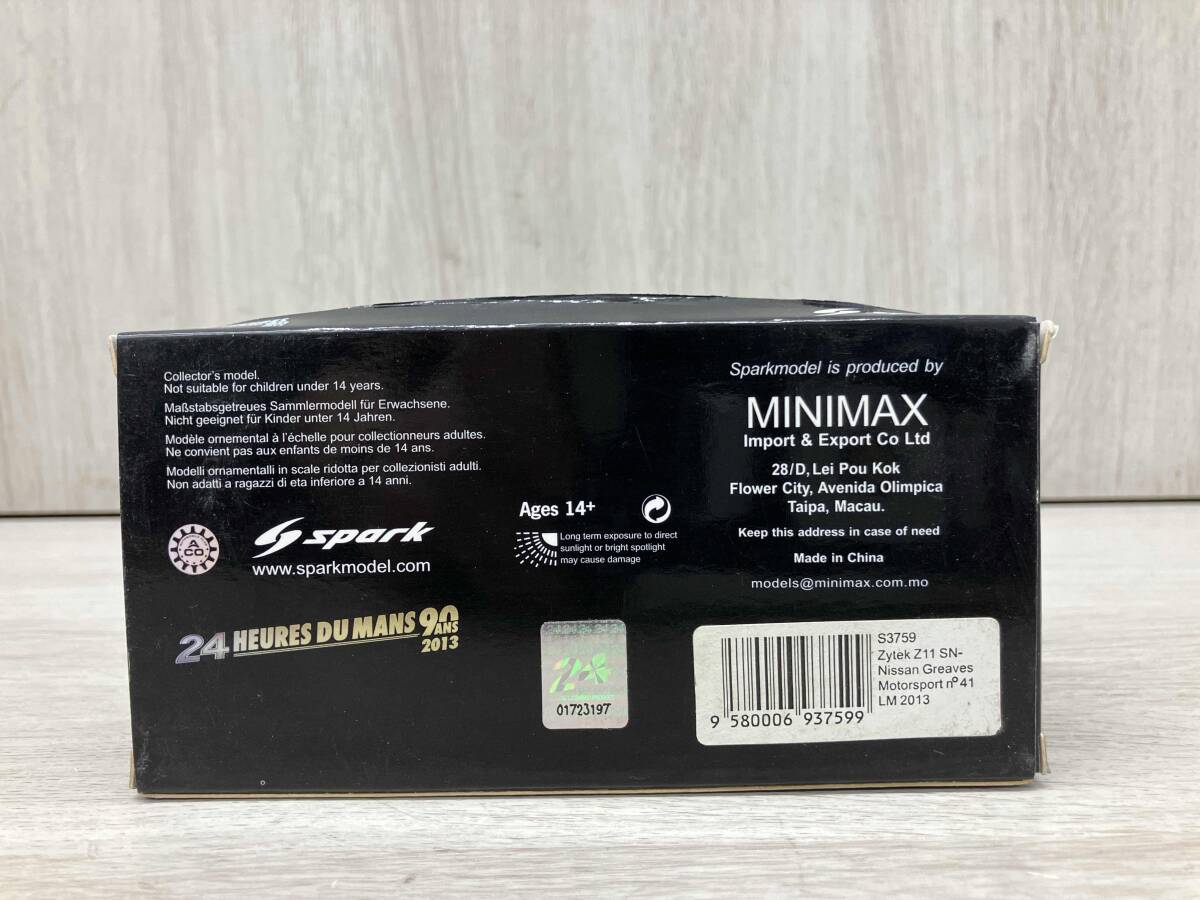 Collector's model.
Not suitable for children under 14 years.
Maßstabsgetreues Sammlermodell für Erwachsene.
Nicht geeignet für Kinder unter 14 Jahren.
Modèle ornemental à l'échelle pour collectionneurs adultes.
Ne convient pas aux enfants de moins de 14 ans.
Modelli ornamentalli in scale ridotta per collezionisti adulti.
Non adatti a ragazzi di eta inferiore a 14 anni.
ACO
spark
www.sparkmodel.com
24 HEURES DU MANS 90 ANS
2013
Ages 14+
Long term exposure to direct
sunlight or bright spotlight
may cause damage
01723197
Sparkmodel is produced by
MINIMAX
Import & Export Co Ltd
28/D, Lei Pou Kok
Flower City, Avenida Olimpica
Taipa, Macau.
Keep this address in case of need
Made in China
models@minimax.com.mo
S3759
Zytek Z11 SN-
Nissan Greaves
Motorsport nº 41
LM 2013
9 580006 937599